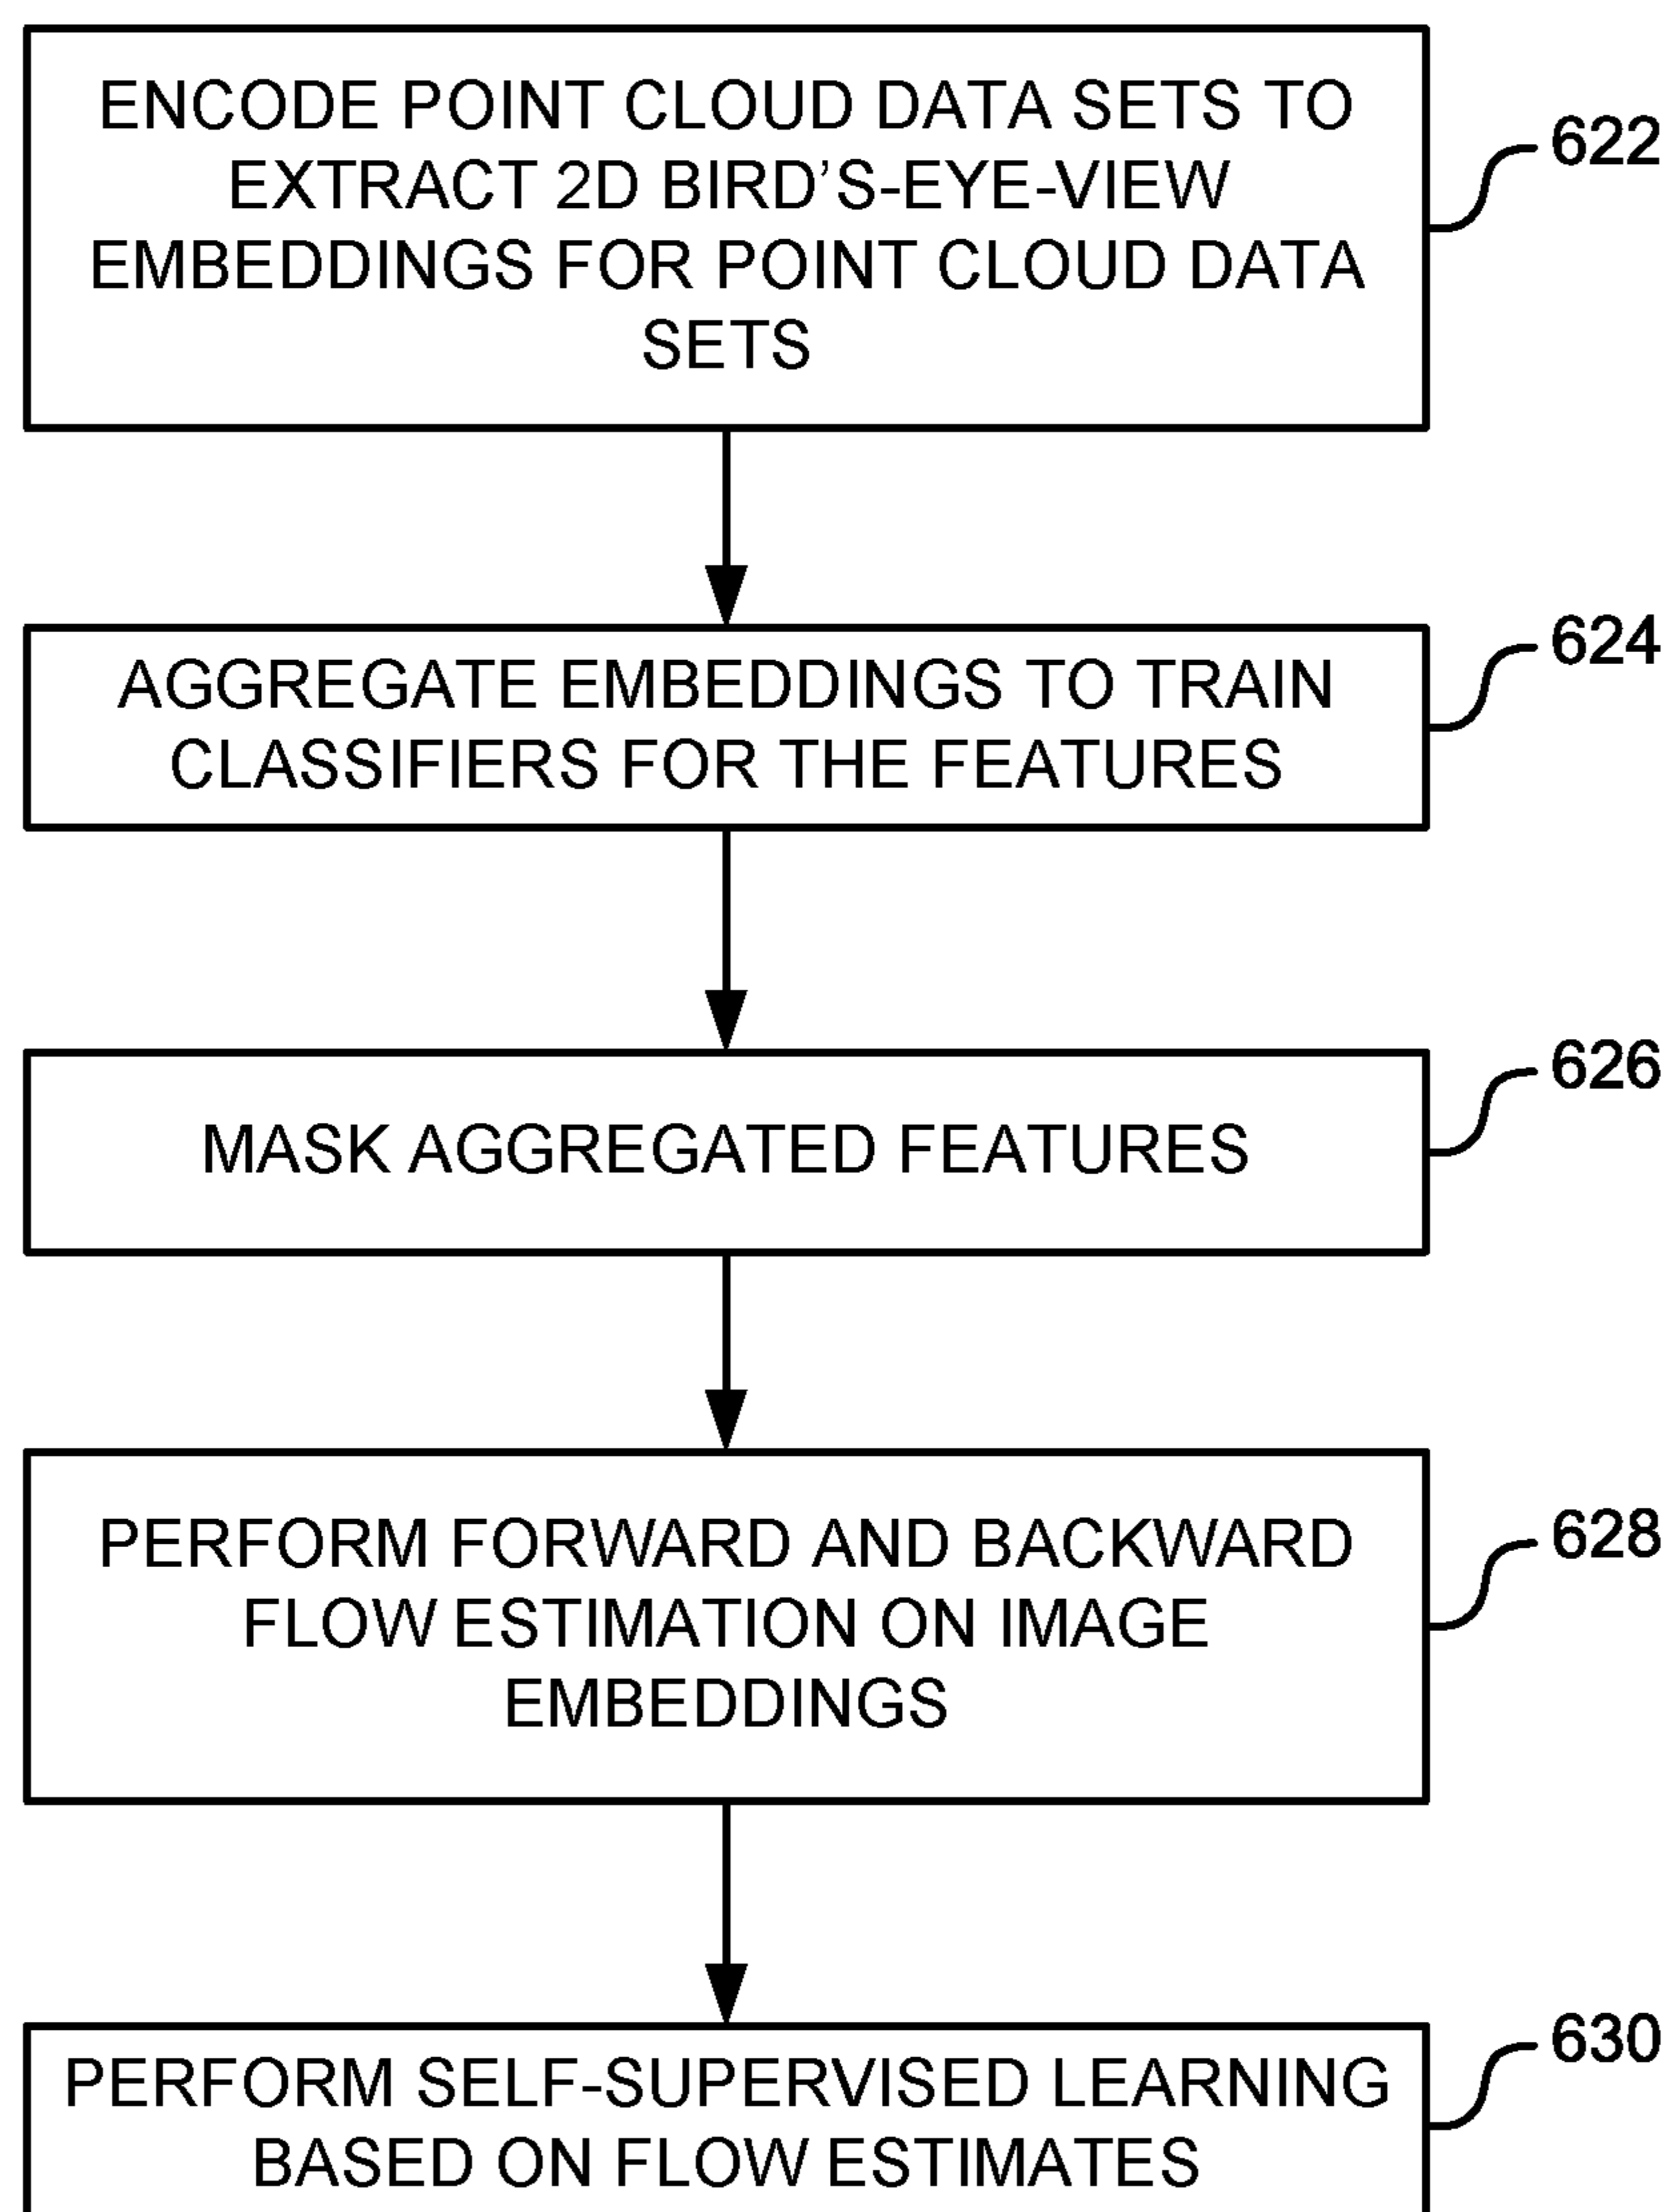 ENCODE POINT CLOUD DATA SETS TO
EXTRACT 2D BIRD’S-EYE-VIEW
EMBEDDINGS FOR POINT CLOUD DATA
SETS
622
AGGREGATE EMBEDDINGS TO TRAIN
CLASSIFIERS FOR THE FEATURES
624
MASK AGGREGATED FEATURES
626
PERFORM FORWARD AND BACKWARD
FLOW ESTIMATION ON IMAGE
EMBEDDINGS
628
PERFORM SELF-SUPERVISED LEARNING
BASED ON FLOW ESTIMATES
630